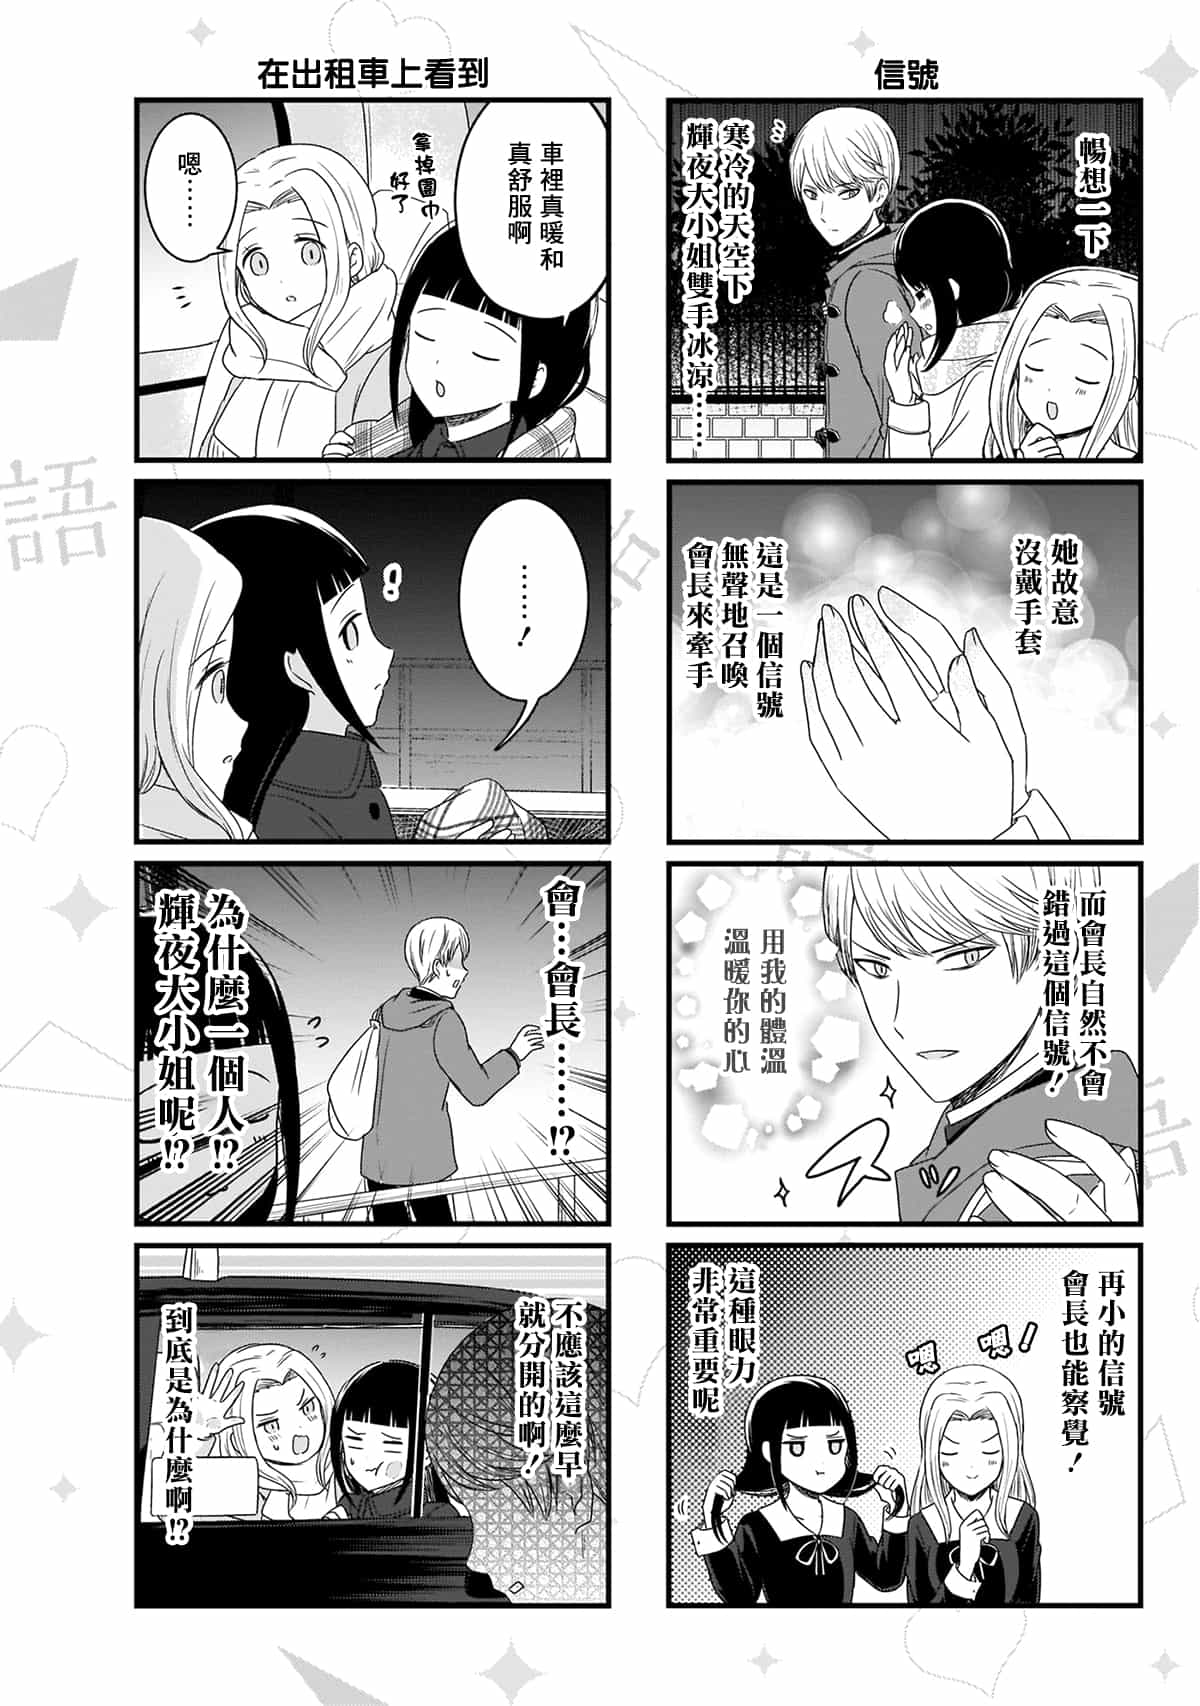 信號
暢想一下
寒冷的天空下
輝夜大小姐雙手冰涼……
她故意
沒戴手套
這是一個信號
無聲地召喚
會長來牽手
而會長自然不會
錯過這個信號！
用我的體溫
溫暖你的心
ス゛ッ
再小的信號
會長也能察覺！
嗯！
嗯
這種眼力
非常重要呢
在出租車上看到
車裡真暖和
真舒服啊
拿掉圍巾
好了
嗯……
……！
！
會…會長………!?
為什麼一個人!?
輝夜大小姐呢!?
不應該這麼早
就分開的啊！
到底是為什麼啊!?
語